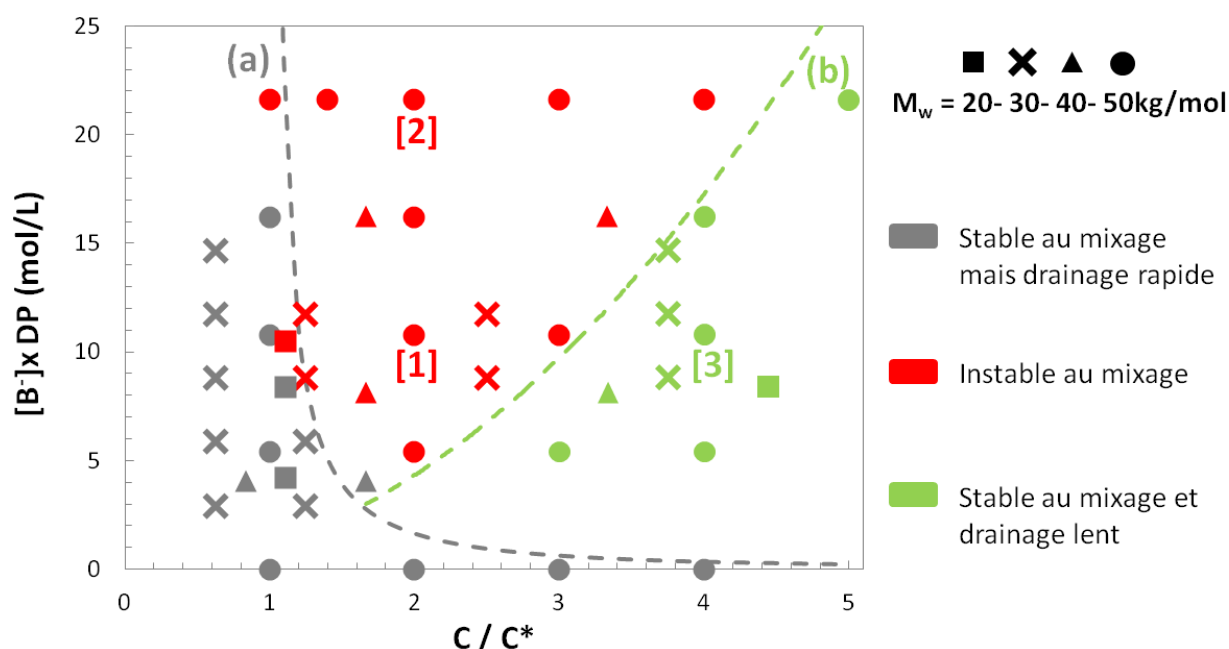 25
20
15
10
5
0
[B⁻]x DP (mol/L)
0
1
2
3
4
5
C / C*
(a)
(b)
[2]
[1]
[3]
Mw = 20- 30- 40- 50kg/mol
Stable au mixage
mais drainage rapide
Instable au mixage
Stable au mixage et
drainage lent